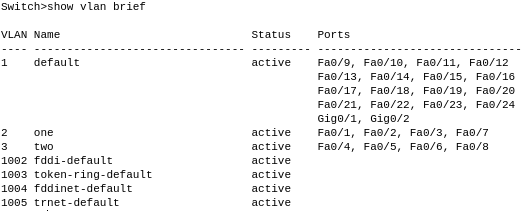 Switch>show vlan brief
VLAN Name                             Status    Ports
---- -------------------------------- --------- -------------------------------
1    default                          active    Fa0/9, Fa0/10, Fa0/11, Fa0/12
                                                Fa0/13, Fa0/14, Fa0/15, Fa0/16
                                                Fa0/17, Fa0/18, Fa0/19, Fa0/20
                                                Fa0/21, Fa0/22, Fa0/23, Fa0/24
                                                Gig0/1, Gig0/2
2    one                              active    Fa0/1, Fa0/2, Fa0/3, Fa0/7
3    two                              active    Fa0/4, Fa0/5, Fa0/6, Fa0/8
1002 fddi-default                     active
1003 token-ring-default               active
1004 fddinet-default                  active
1005 trnet-default                    active